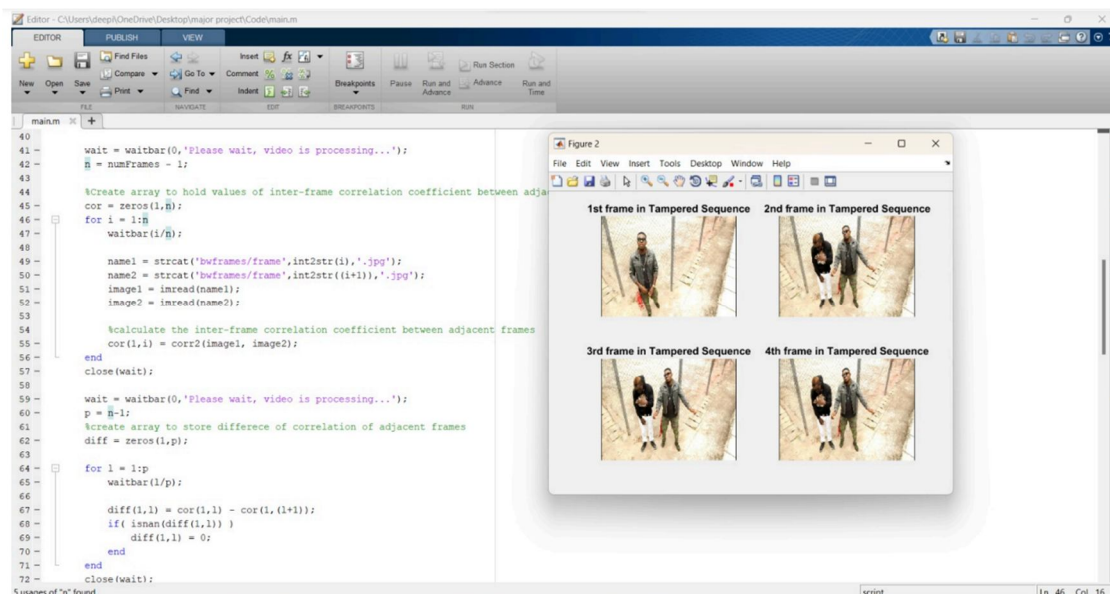 Editor - C:\Users\deepi\OneDrive\Desktop\major project\Code\main.m
EDITOR PUBLISH VIEW
New Open Save
Find Files
Compare
Print
Go To
Find
Insert fx
Comment
Indent
Breakpoints
Pause
Run and Advance
Run Section
Advance
Run and Time
FILE NAVIGATE EDIT BREAKPOINTS RUN
main.m
40
41 wait = waitbar(0,'Please wait, video is processing...');
42 n = numFrames - 1;
43
44 %Create array to hold values of inter-frame correlation coefficient between adja
45 cor = zeros(1,n);
46 for i = 1:n
47 waitbar(i/n);
48
49 name1 = strcat('bwframes/frame',int2str(i),'.jpg');
50 name2 = strcat('bwframes/frame',int2str((i+1)),'.jpg');
51 image1 = imread(name1);
52 image2 = imread(name2);
53
54 %calculate the inter-frame correlation coefficient between adjacent frames
55 cor(1,i) = corr2(image1, image2);
56 end
57 close(wait);
58
59 wait = waitbar(0,'Please wait, video is processing...');
60 p = n-1;
61 %create array to store differece of correlation of adjacent frames
62 diff = zeros(1,p);
63
64 for l = 1:p
65 waitbar(l/p);
66
67 diff(1,l) = cor(1,l) - cor(1,(l+1));
68 if( isnan(diff(1,l)) )
69 diff(1,l) = 0;
70 end
71 end
72 close(wait);
5 usages of "n" found
script Ln 46 Col 16
Figure 2
File Edit View Insert Tools Desktop Window Help
1st frame in Tampered Sequence 2nd frame in Tampered Sequence
3rd frame in Tampered Sequence 4th frame in Tampered Sequence